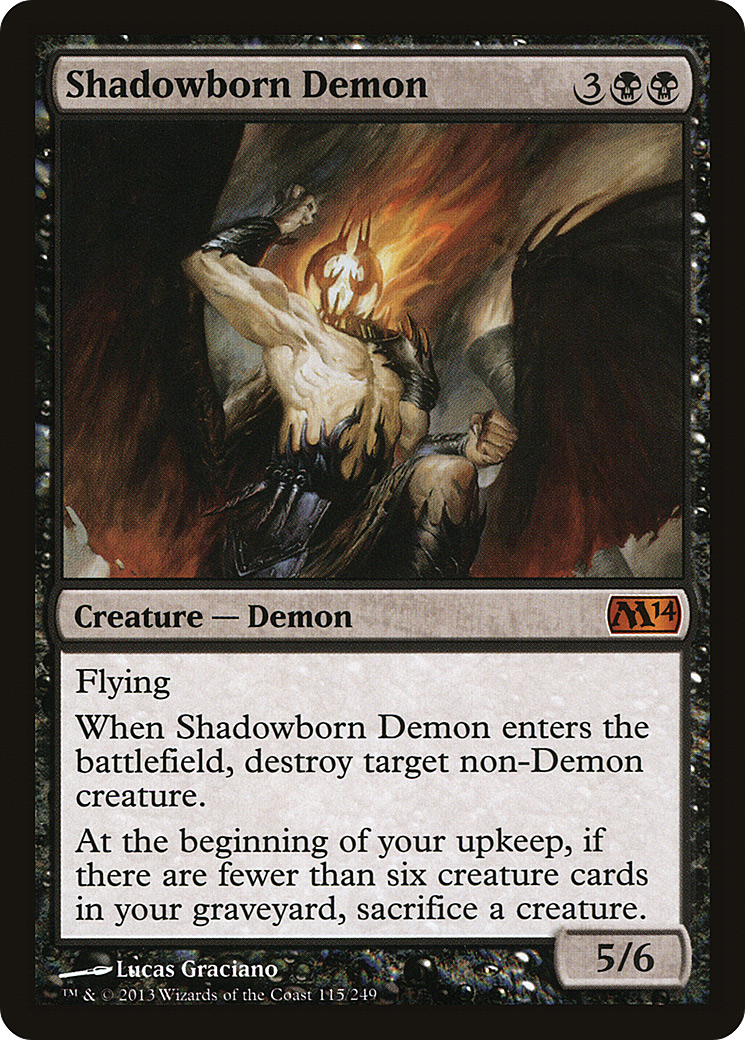 Shadowborn Demon 3
Creature — Demon M14
Flying
When Shadowborn Demon enters the
battlefield, destroy target non-Demon
creature.
At the beginning of your upkeep, if
there are fewer than six creature cards
in your graveyard, sacrifice a creature.
5/6
Lucas Graciano
™ & © 2013 Wizards of the Coast 115/249